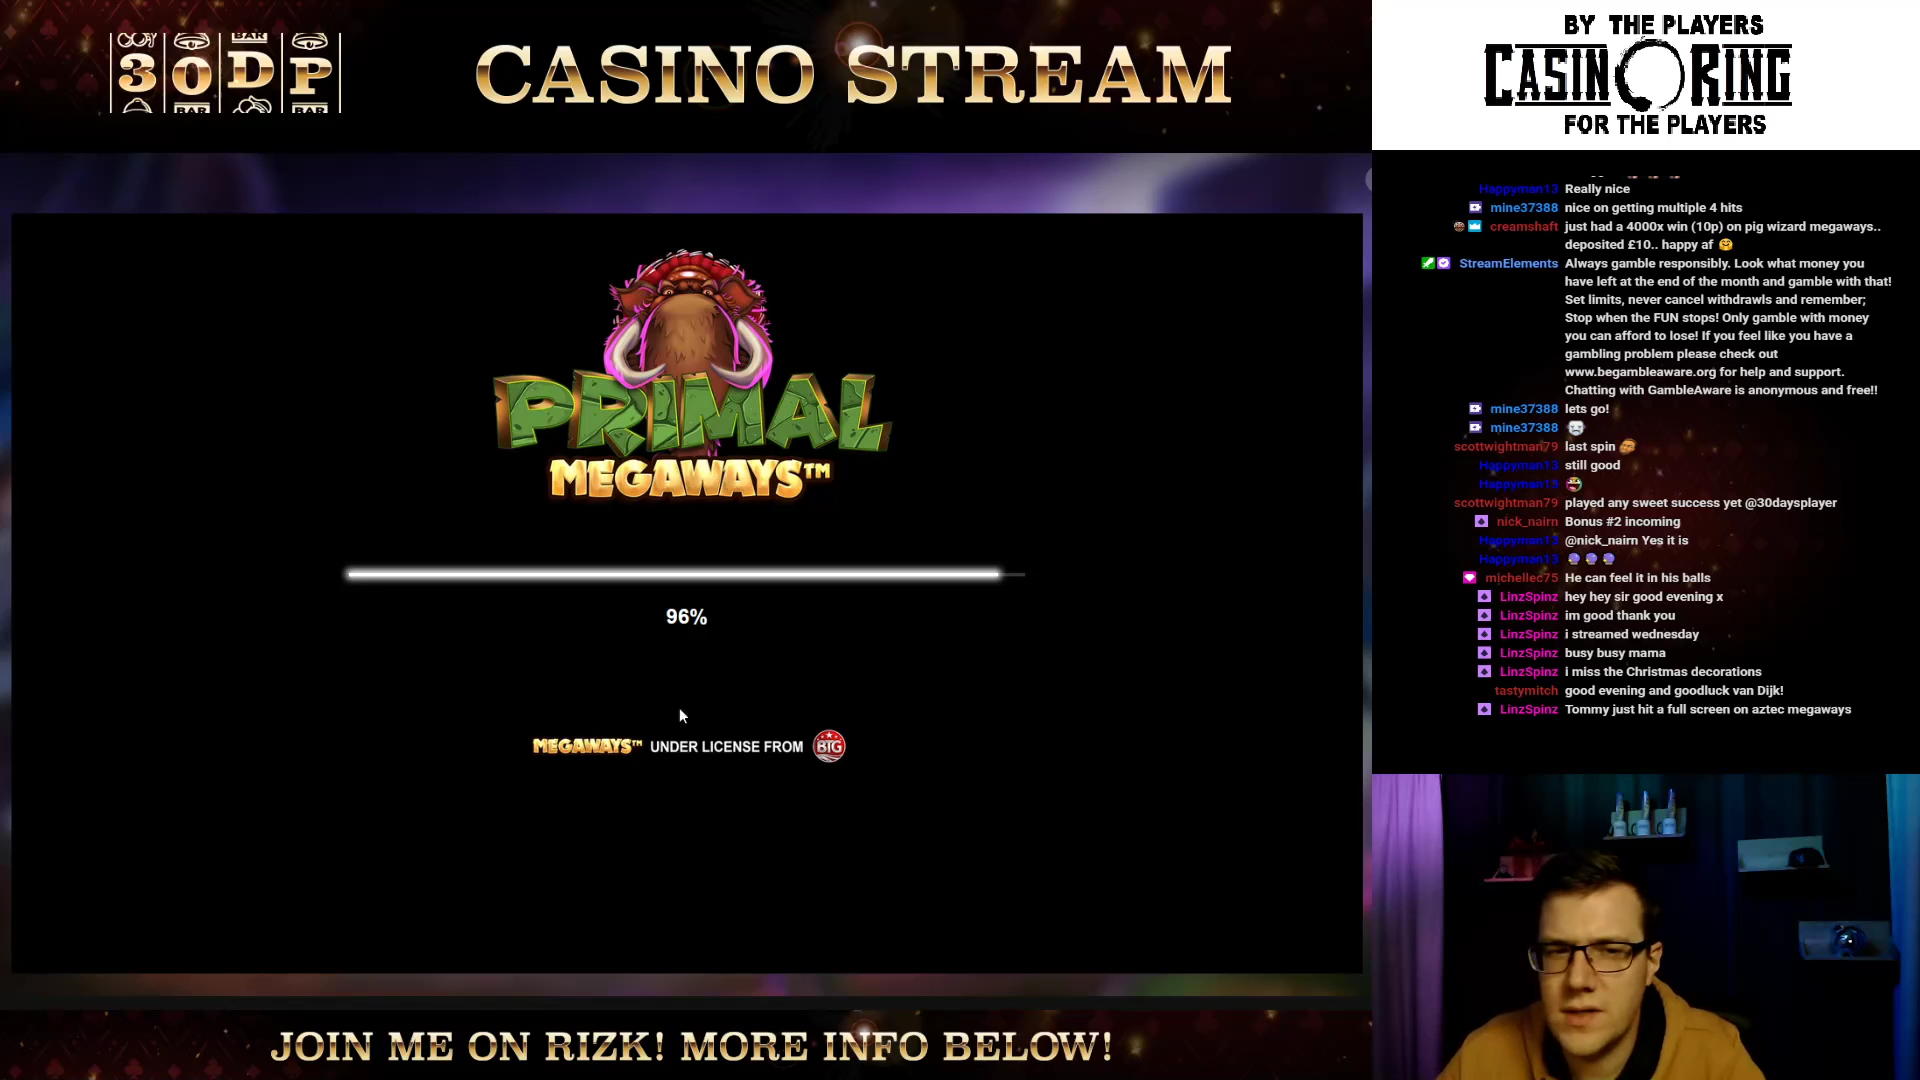 30DP
BAR
BAR
BAR
CASINO STREAM
BY THE PLAYERS
CASINO RING
FOR THE PLAYERS
Happyman13 Really nice
mine37388 nice on getting multiple 4 hits
creamshaft just had a 4000x win (10p) on pig wizard megaways..
deposited £10.. happy af
StreamElements Always gamble responsibly. Look what money you
have left at the end of the month and gamble with that!
Set limits, never cancel withdrawls and remember;
Stop when the FUN stops! Only gamble with money
you can afford to lose! If you feel like you have a
gambling problem please check out
www.begambleaware.org for help and support.
Chatting with GambleAware is anonymous and free!!
mine37388 lets go!
mine37388
scottwightman79 last spin
Happyman13 still good
Happyman13
scottwightman79 played any sweet success yet @30daysplayer
nick_nairn Bonus #2 incoming
Happyman13 @nick_nairn Yes it is
Happyman13
michellec75 He can feel it in his balls
LinzSpinz hey hey sir good evening x
LinzSpinz im good thank you
LinzSpinz i streamed wednesday
LinzSpinz busy busy mama
LinzSpinz i miss the Christmas decorations
tastymitch good evening and goodluck van Dijk!
LinzSpinz Tommy just hit a full screen on aztec megaways
PRIMAL
MEGAWAYS™
96%
MEGAWAYS™ UNDER LICENSE FROM BTG
JOIN ME ON RIZK! MORE INFO BELOW!